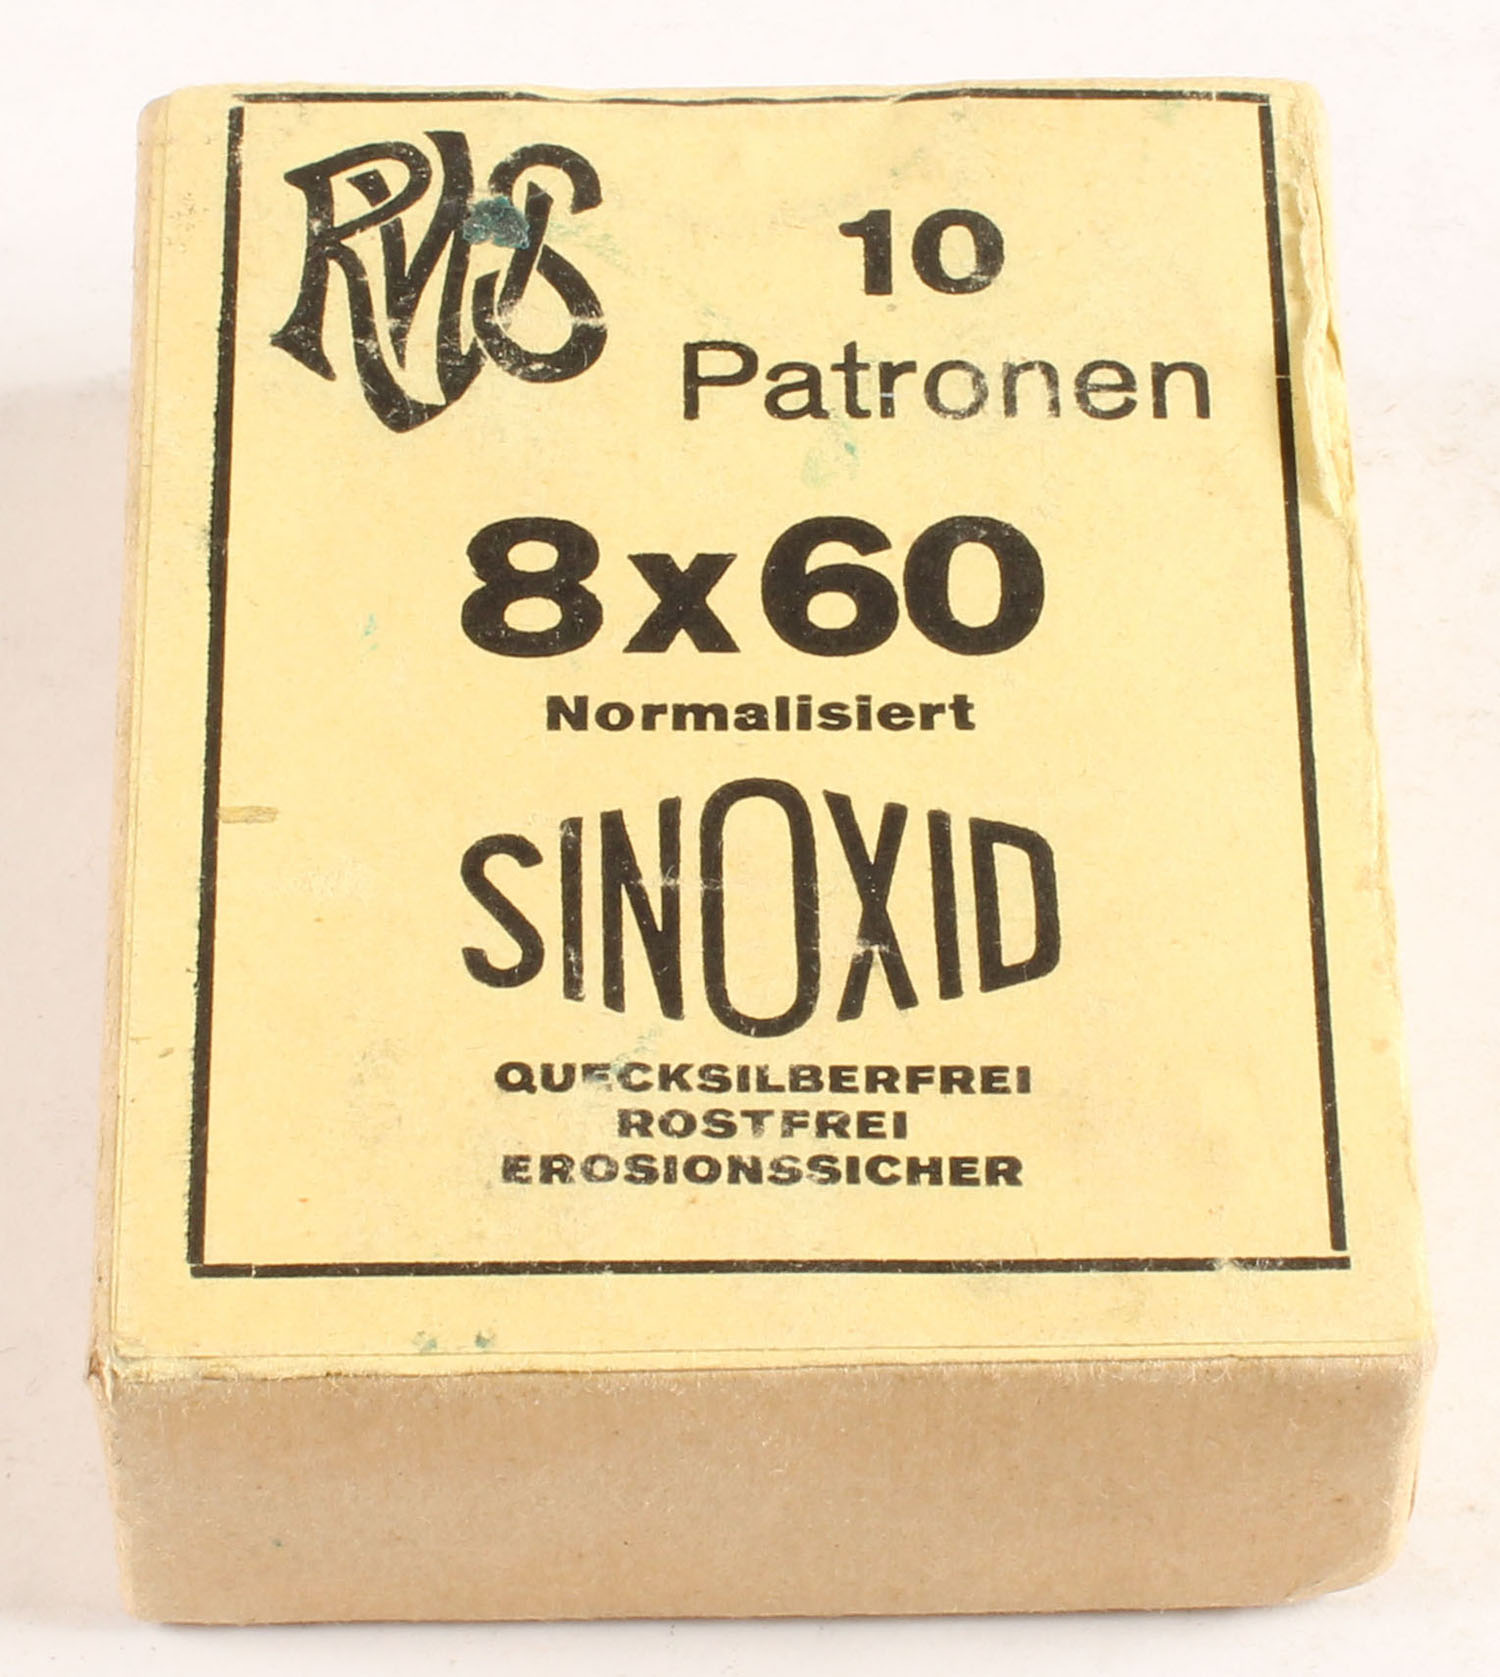 RWS
10
Patronen
8x60
Normalisiert
SINOXID
QUECKSILBERFREI
ROSTFREI
EROSIONSSICHER